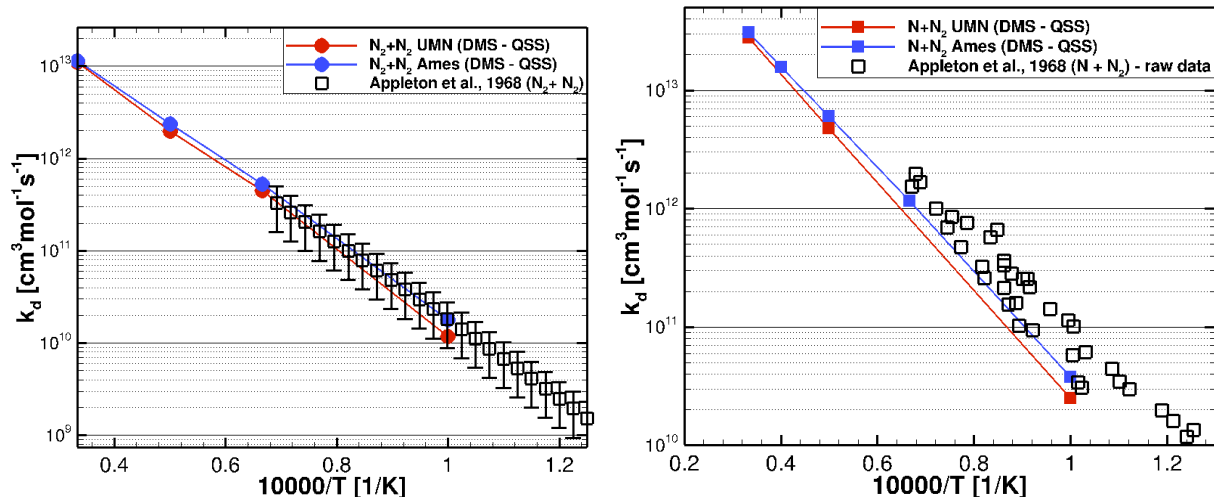 N₂+N₂ UMN (DMS - QSS)
N₂+N₂ Ames (DMS - QSS)
Appleton et al., 1968 (N₂+ N₂)
10¹³
10¹²
10¹¹
10¹⁰
10⁹
k_d [cm³mol⁻¹s⁻¹]
0.4
0.6
0.8
1
1.2
10000/T [1/K]
N+N₂ UMN (DMS - QSS)
N+N₂ Ames (DMS - QSS)
Appleton et al., 1968 (N + N₂) - raw data
10¹³
10¹²
10¹¹
10¹⁰
k_d [cm³mol⁻¹s⁻¹]
0.2
0.4
0.6
0.8
1
1.2
10000/T [1/K]